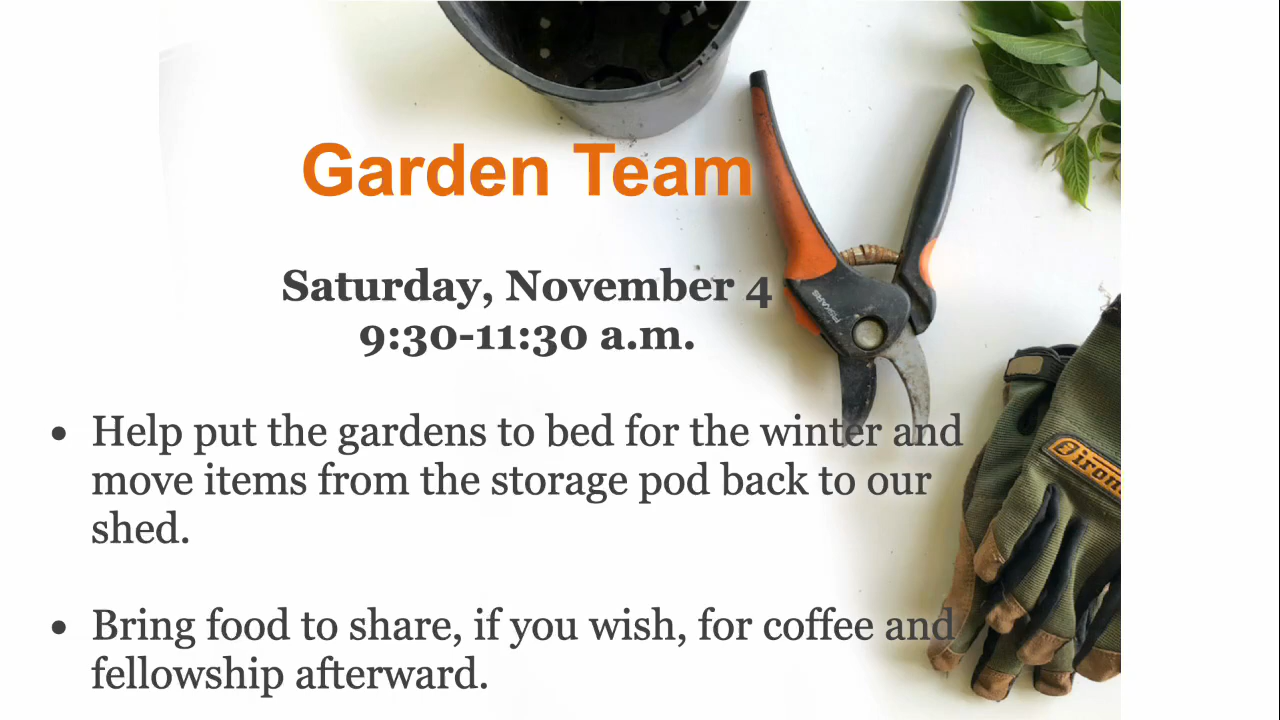 Garden Team
Saturday, November 4
9:30-11:30 a.m.
• Help put the gardens to bed for the winter and
move items from the storage pod back to our
shed.
• Bring food to share, if you wish, for coffee and
fellowship afterward.
FISKARS